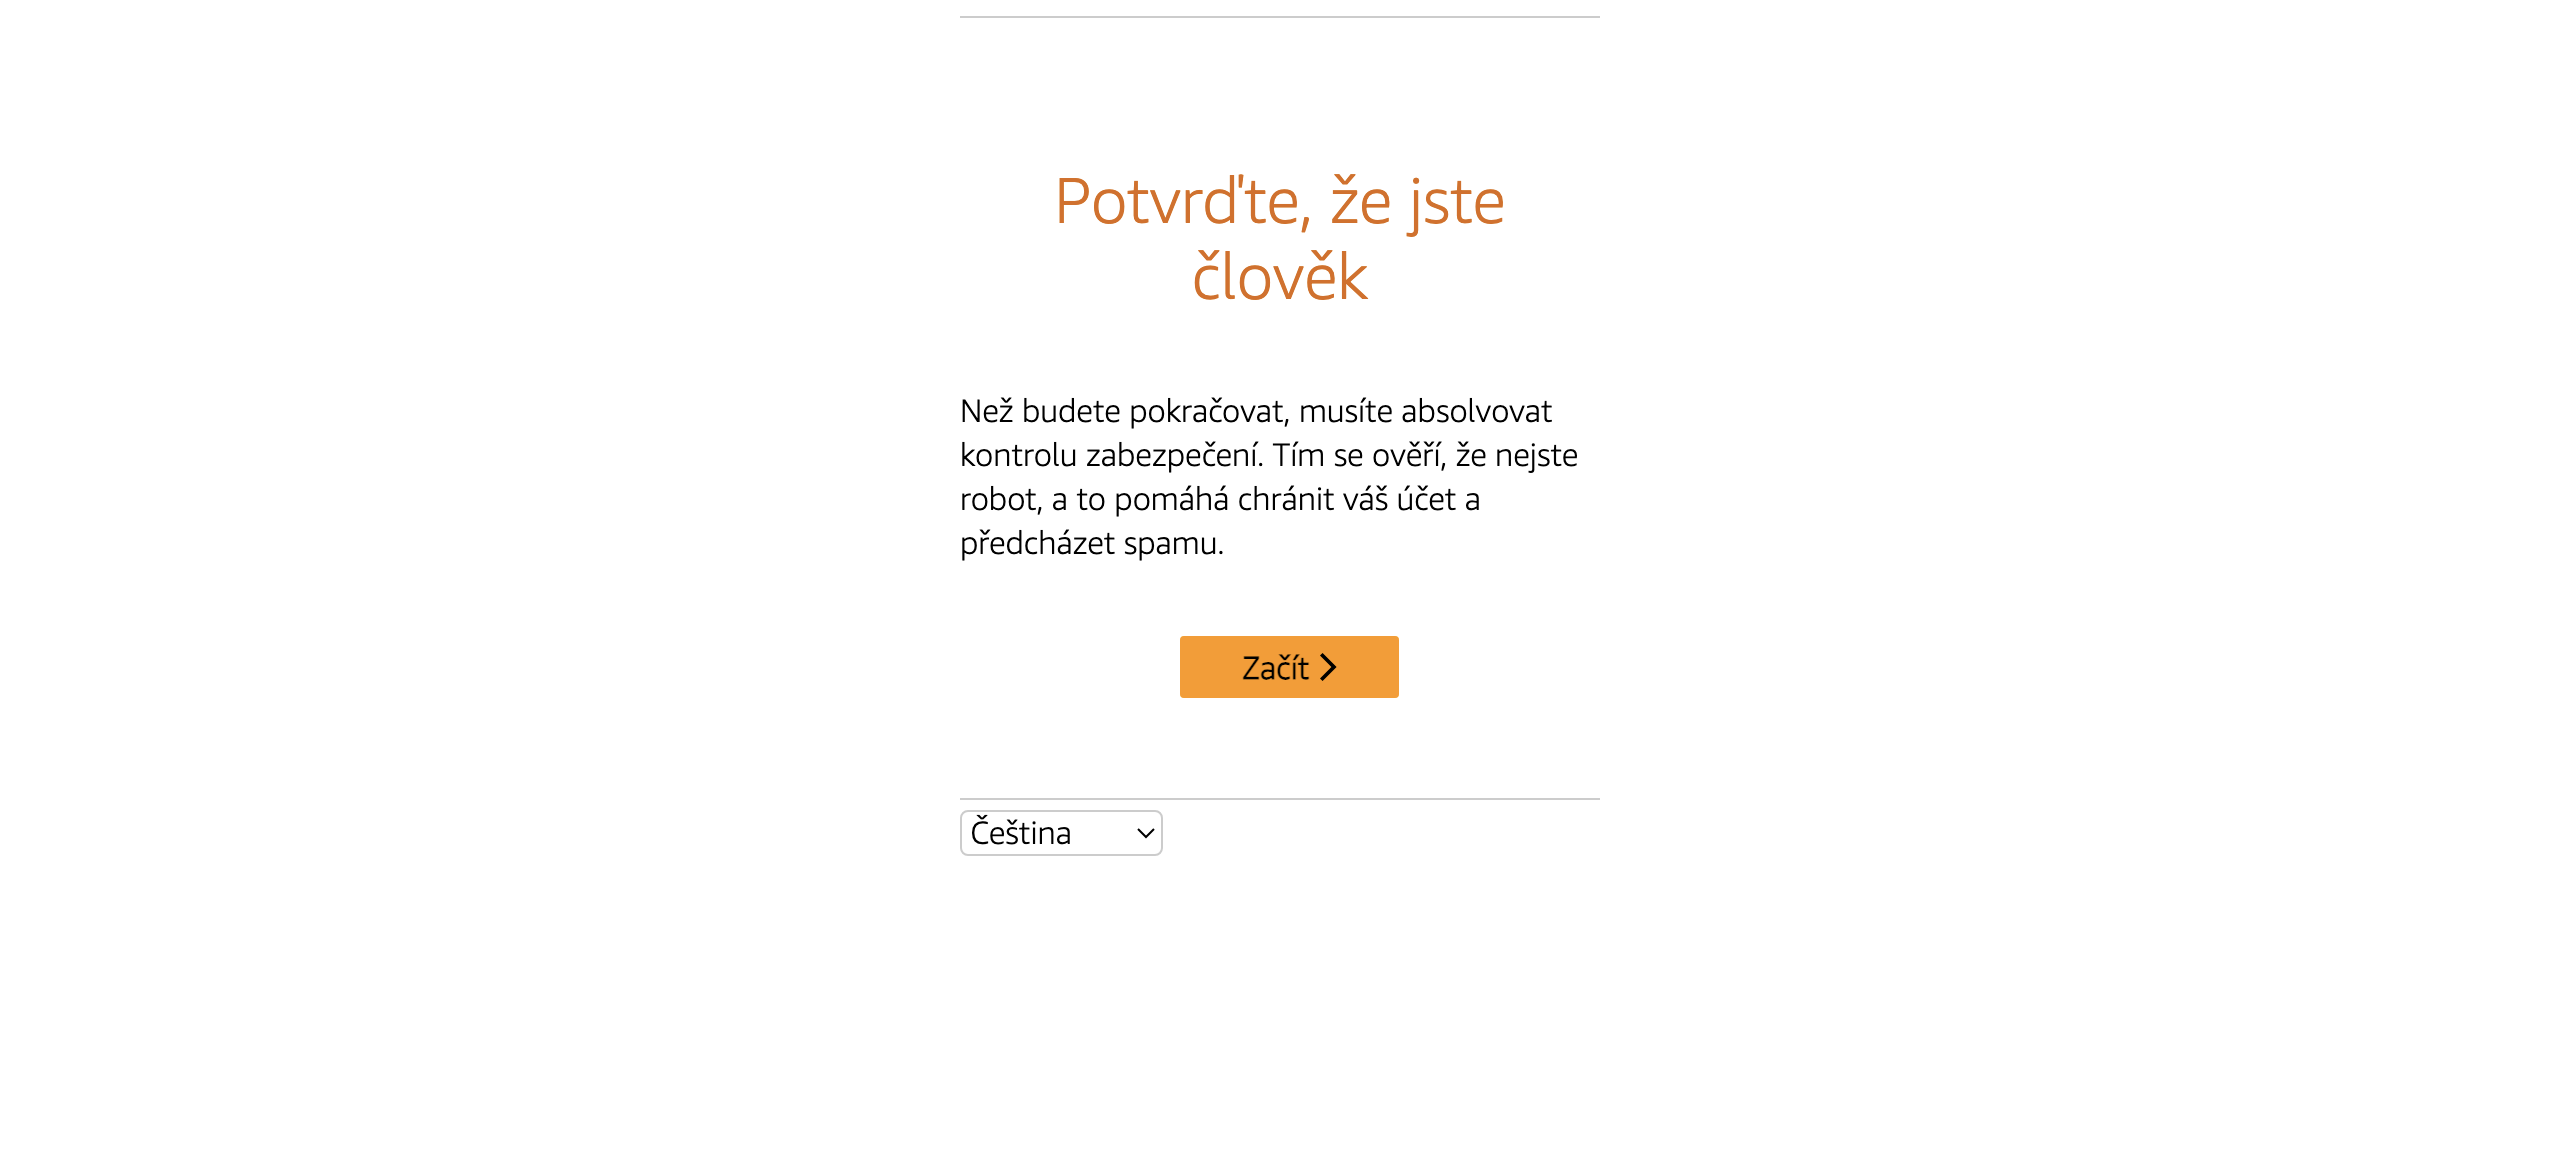 Potvrďte, že jste
člověk
Než budete pokračovat, musíte absolvovat
kontrolu zabezpečení. Tím se ověří, že nejste
robot, a to pomáhá chránit váš účet a
předcházet spamu.
Začít
Čeština